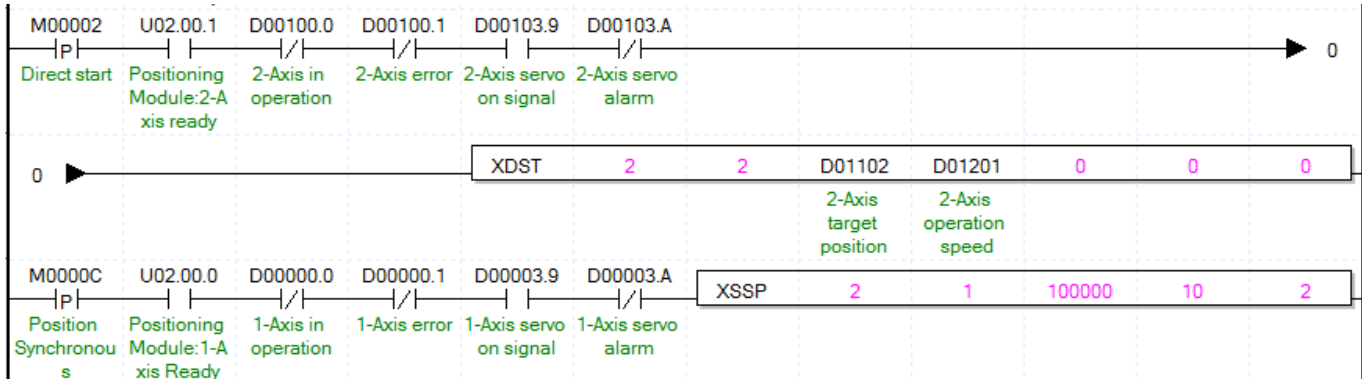 M00002 U02.00.1 D00100.0 D00100.1 D00103.9 D00103.A
P
0
Direct start Positioning 2-Axis in 2-Axis error 2-Axis servo 2-Axis servo
Module:2-A operation on signal alarm
xis ready
0 XDST 2 2 D01102 D01201 0 0 0
2-Axis 2-Axis
target operation
position speed
M0000C U02.00.0 D00000.0 D00000.1 D00003.9 D00003.A
P XSSP 2 1 100000 10 2
Position Positioning 1-Axis in 1-Axis error 1-Axis servo 1-Axis servo
Synchronou Module:1-A operation on signal alarm
s xis Ready